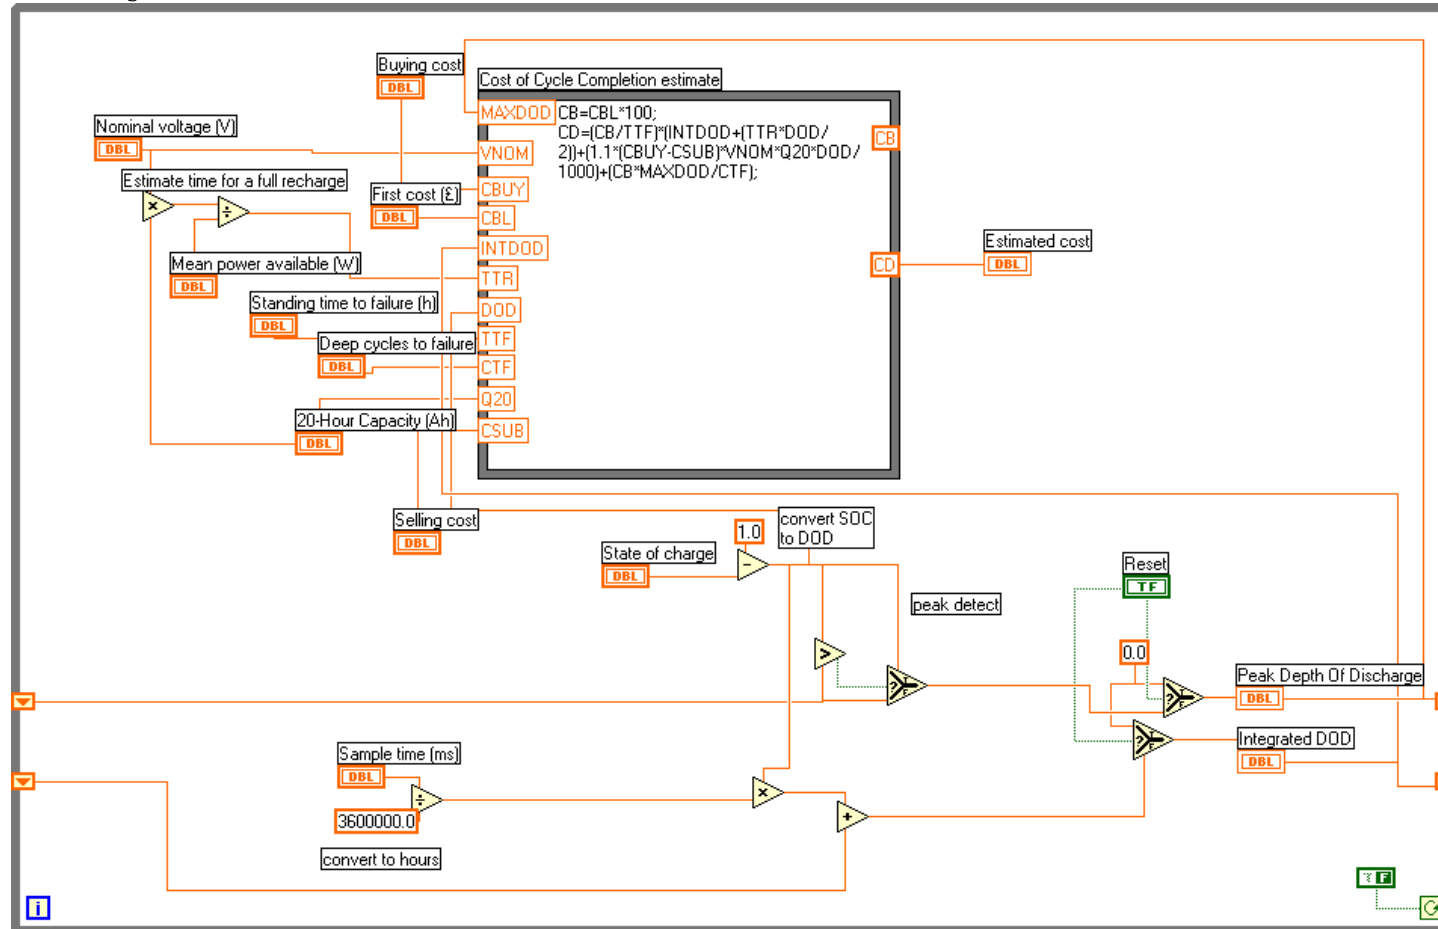 Buying cost
DBL
Cost of Cycle Completion estimate
MAXDOD
CB=CBL*100;
CD=(CB/TTF)*(INTDOD+(TTR*DOD/
2))+(1.1*(CBUY-CSUB)*VNOM*Q20*DOD/
1000)+(CB*MAXDOD/CTF);
CB
Nominal voltage (V)
DBL
VNOM
Estimate time for a full recharge
First cost (£)
CBUY
×
÷
DBL
CBL
INTDOD
Estimated cost
Mean power available (W)
CD
DBL
DBL
TTR
Standing time to failure (h)
DOD
DBL
Deep cycles to failure
TTF
DBL
CTF
Q20
20-Hour Capacity (Ah)
CSUB
DBL
Selling cost
DBL
1.0
convert SOC
to DOD
State of charge
DBL
-
Reset
TF
peak detect
>
0.0
? T F
? T F
Peak Depth Of Discharge
DBL
? T F
Integrated DOD
DBL
Sample time (ms)
DBL
÷
×
3600000.0
+
convert to hours
F
i